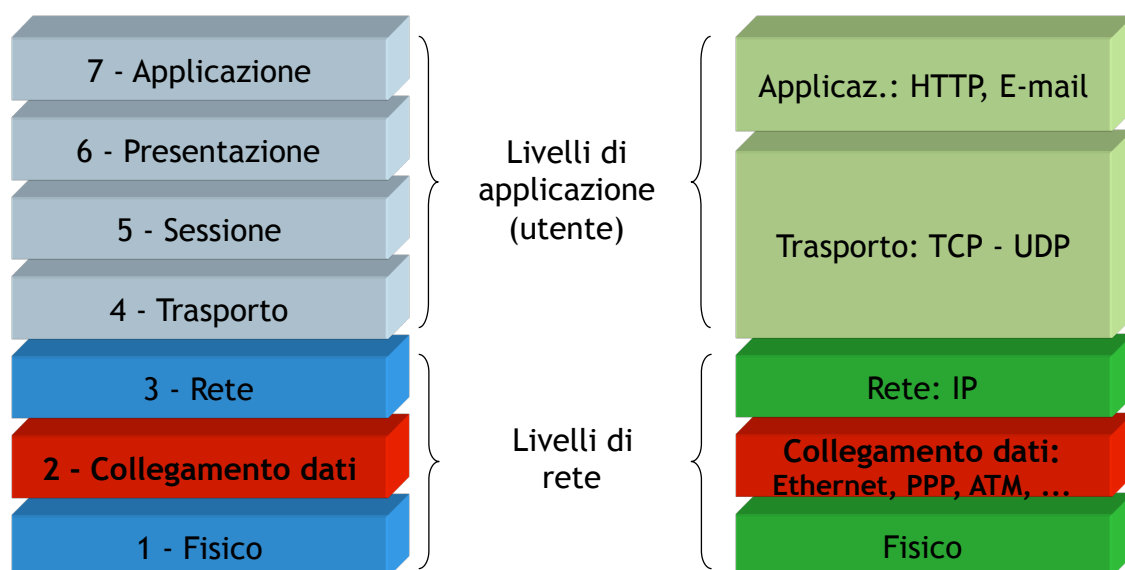 7 - Applicazione
6 - Presentazione
5 - Sessione
4 - Trasporto
3 - Rete
2 - Collegamento dati
1 - Fisico
Livelli di
applicazione
(utente)
Livelli di
rete
Applicaz.: HTTP, E-mail
Trasporto: TCP - UDP
Rete: IP
Collegamento dati:
Ethernet, PPP, ATM, ...
Fisico